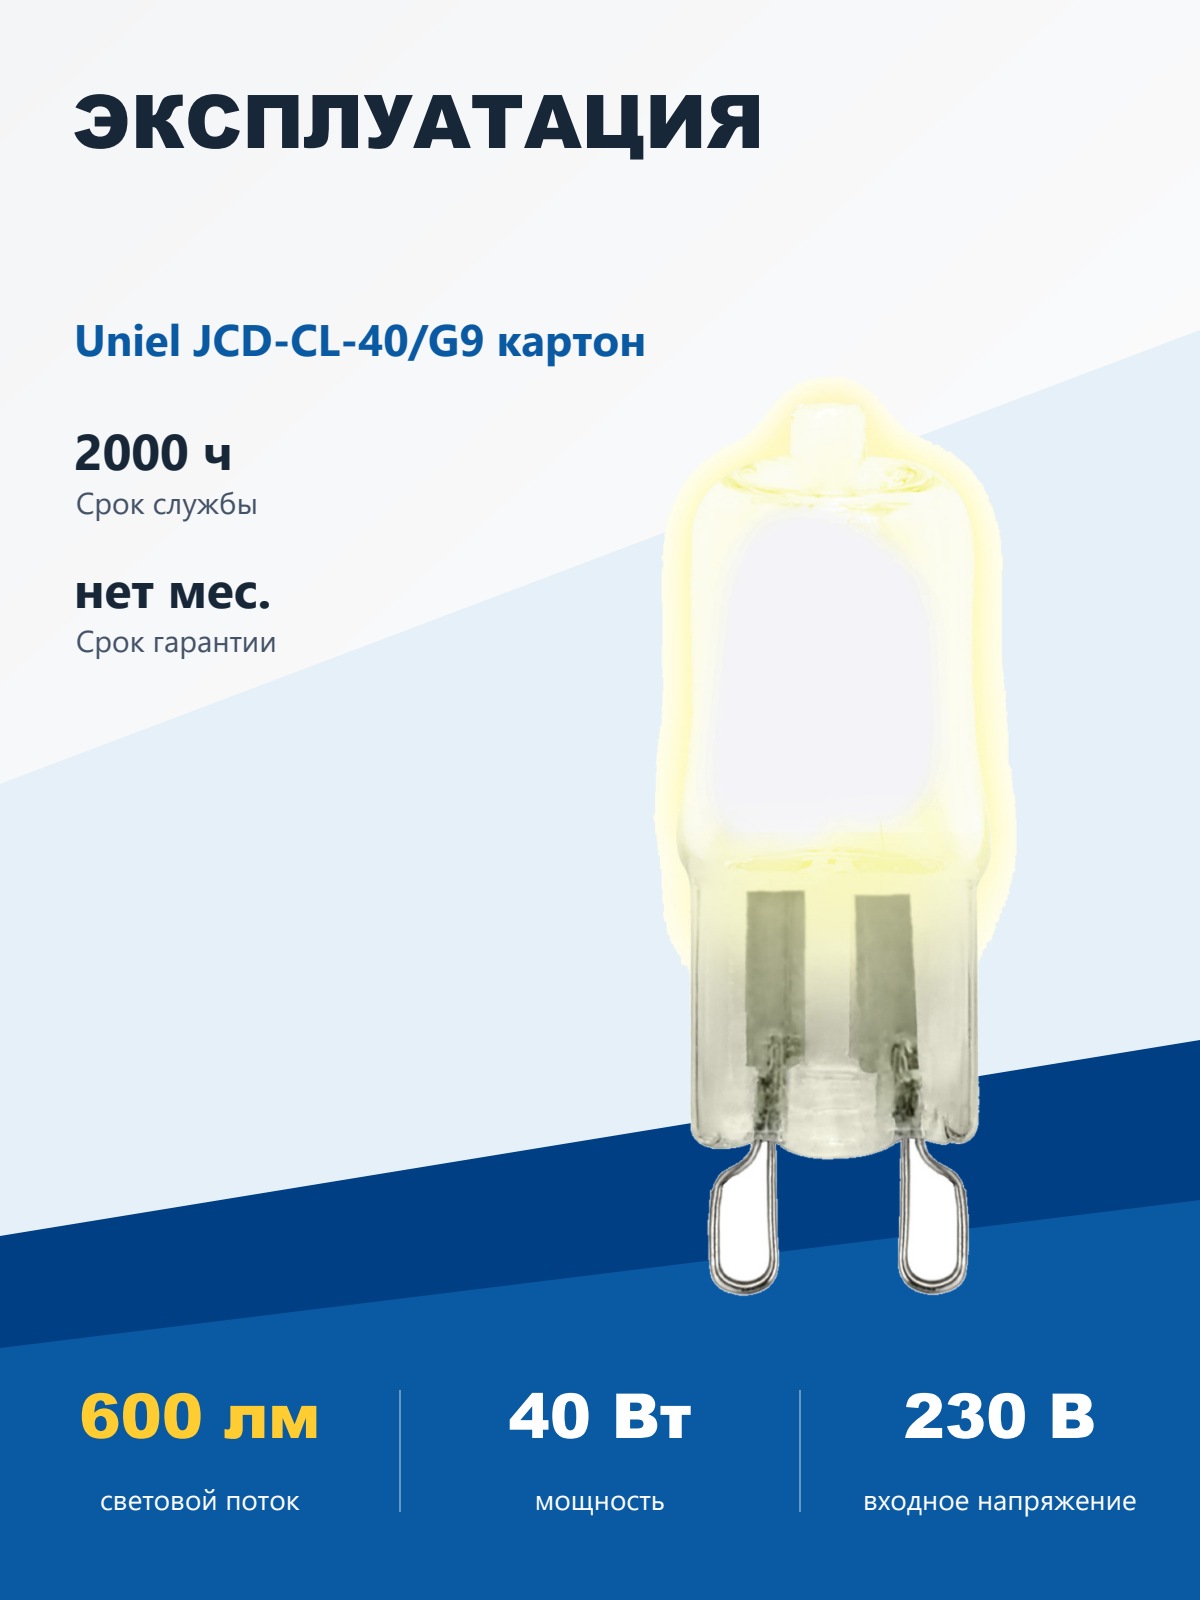 ЭКСПЛУАТАЦИЯ
Uniel JCD-CL-40/G9 картон
2000 ч
Срок службы
нет мес.
Срок гарантии
600 лм
световой поток
40 Вт
мощность
230 В
входное напряжение